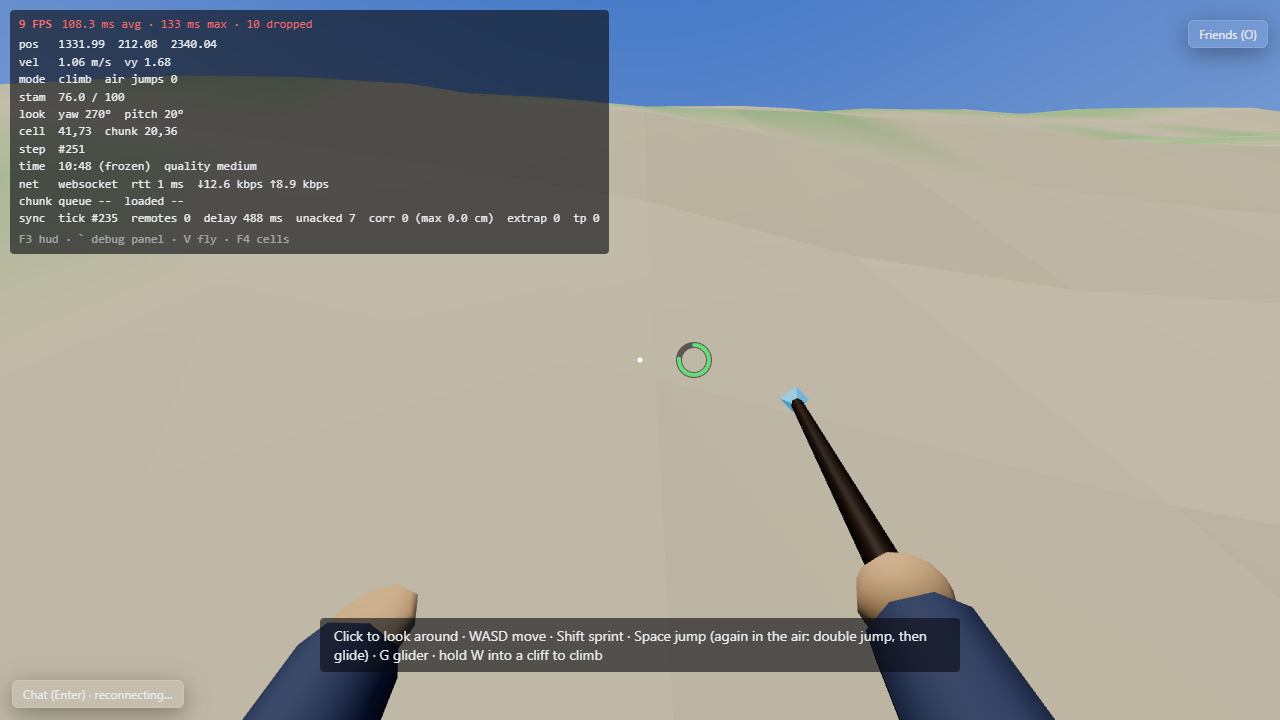 9 FPS 108.3 ms avg · 133 ms max · 10 dropped
pos 1331.99 212.08 2340.04
vel 1.06 m/s vy 1.68
mode climb air jumps 0
stam 76.0 / 100
look yaw 270° pitch 20°
cell 41,73 chunk 20,36
step #251
time 10:48 (frozen) quality medium
net websocket rtt 1 ms ↓12.6 kbps ↑8.9 kbps
chunk queue -- loaded --
sync tick #235 remotes 0 delay 488 ms unacked 7 corr 0 (max 0.0 cm) extrap 0 tp 0
F3 hud · ` debug panel · V fly · F4 cells
Friends (O)
Click to look around · WASD move · Shift sprint · Space jump (again in the air: double jump, then
glide) · G glider · hold W into a cliff to climb
Chat (Enter) · reconnecting...